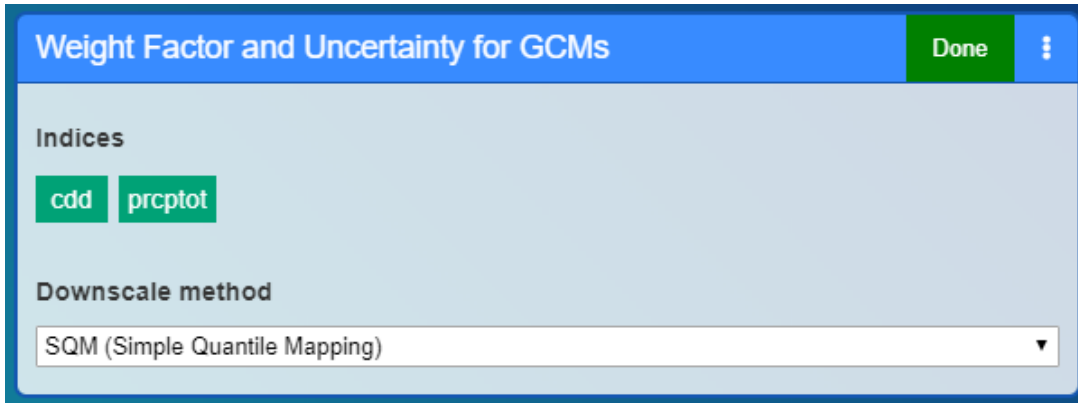 Weight Factor and Uncertainty for GCMs Done
Indices
cdd prcptot
Downscale method
SQM (Simple Quantile Mapping)